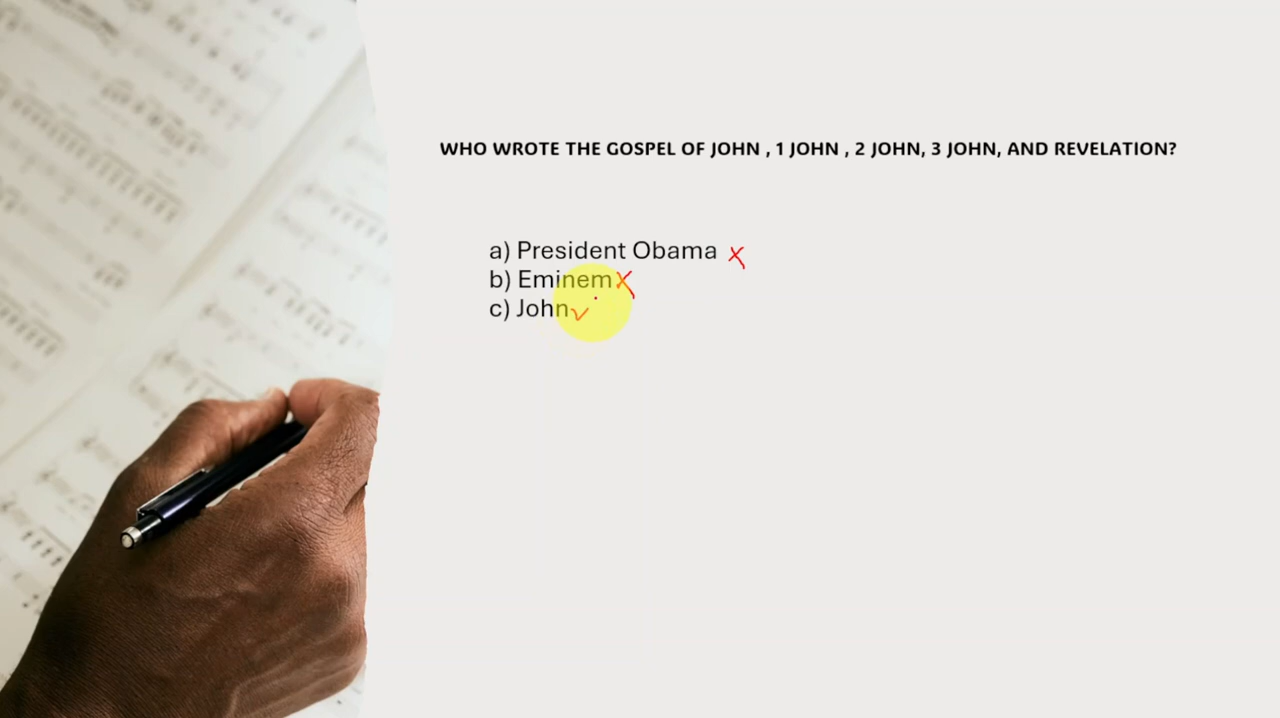 WHO WROTE THE GOSPEL OF JOHN , 1 JOHN , 2 JOHN, 3 JOHN, AND REVELATION?
a) President Obama
b) Eminem
c) John